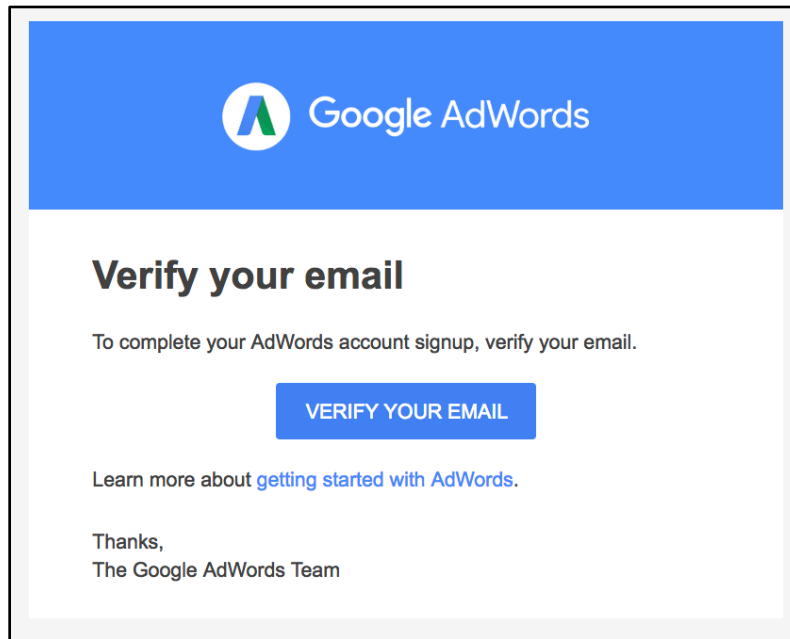 Google AdWords
Verify your email
To complete your AdWords account signup, verify your email.
VERIFY YOUR EMAIL
Learn more about getting started with AdWords.
Thanks,
The Google AdWords Team